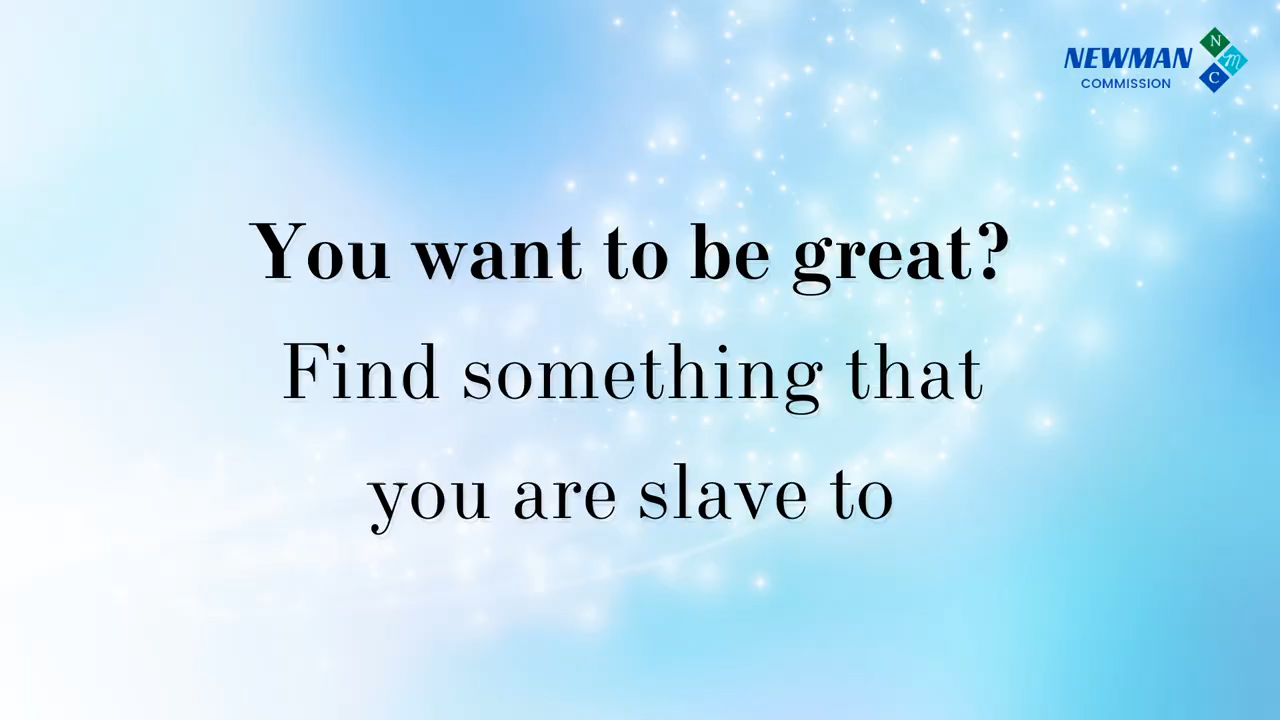 NEWMAN
COMMISSION
N
M
C
You want to be great?
Find something that
you are slave to